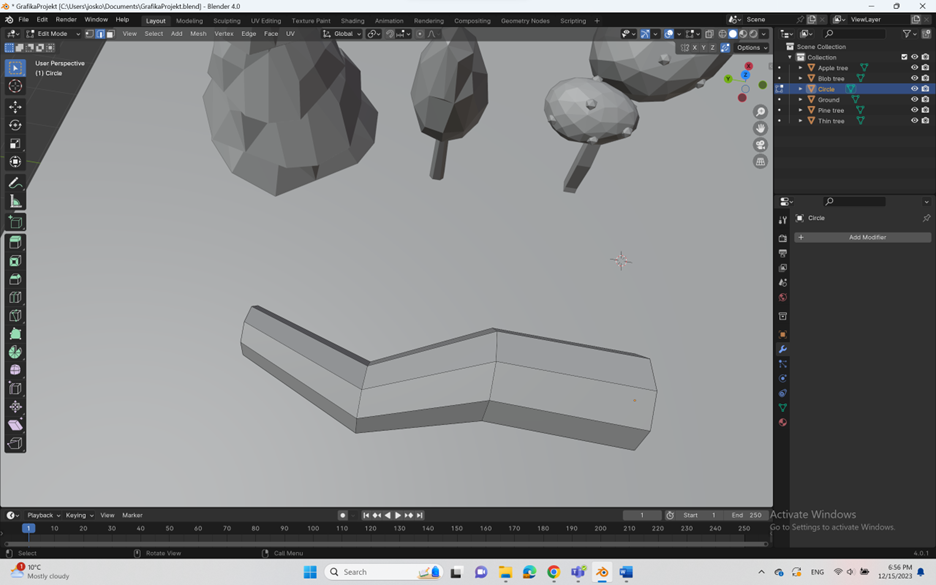 * GrafikaProjekt [C:\Users\josko\Documents\GrafikaProjekt.blend] - Blender 4.0
File Edit Render Window Help Layout Modeling Sculpting UV Editing Texture Paint Shading Animation Rendering Compositing Geometry Nodes Scripting + Scene ViewLayer
Edit Mode View Select Add Mesh Vertex Edge Face UV Global
X Y Z Options
User Perspective
(1) Circle
Scene Collection
Collection
Apple tree
Blob tree
Circle
Ground
Pine tree
Thin tree
Circle
+ Add Modifier
Playback Keying View Marker 1 Start 1 End 250
1 10 20 30 40 50 60 70 80 90 100 110 120 130 140 150 160 170 180 190 200 210 220 230 240 250
Activate Windows
Go to Settings to activate Windows.
Select Rotate View Call Menu 4.0.1
1
10°C
Mostly cloudy
Search
ENG
6:56 PM
12/15/2023